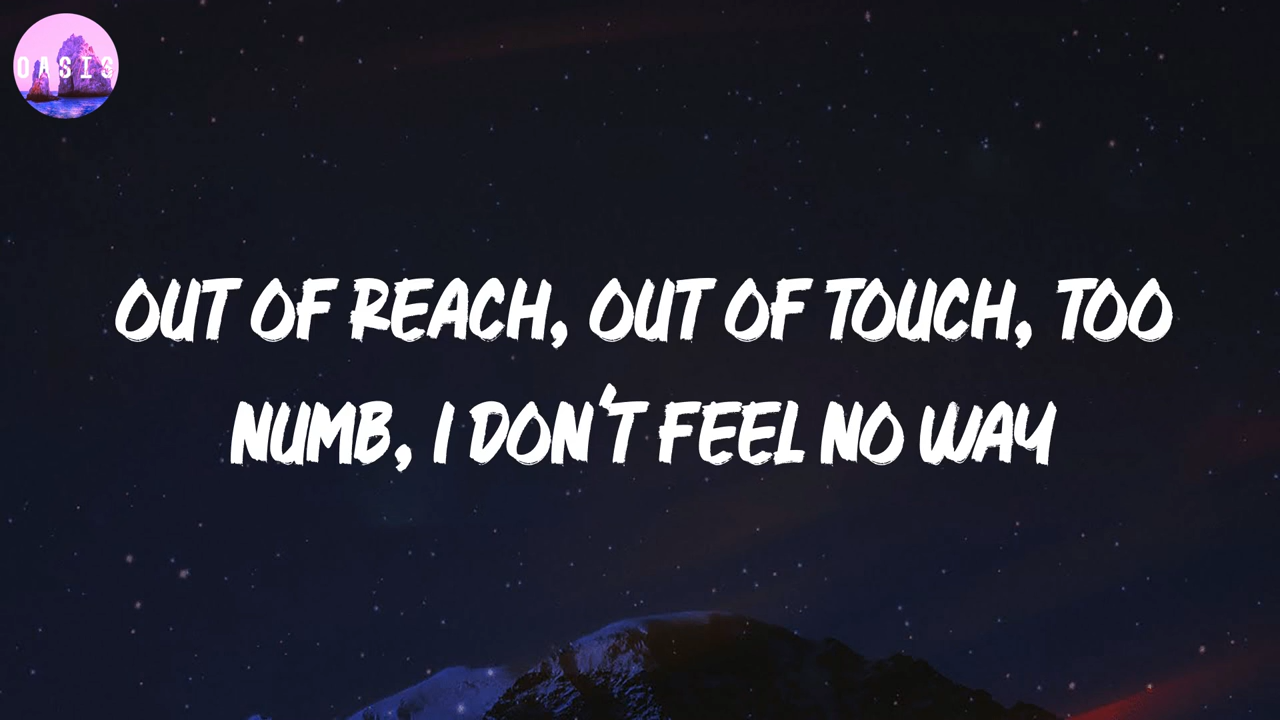 OASIS
OUT OF REACH, OUT OF TOUCH, TOO
NUMB, I DON'T FEEL NO WAY